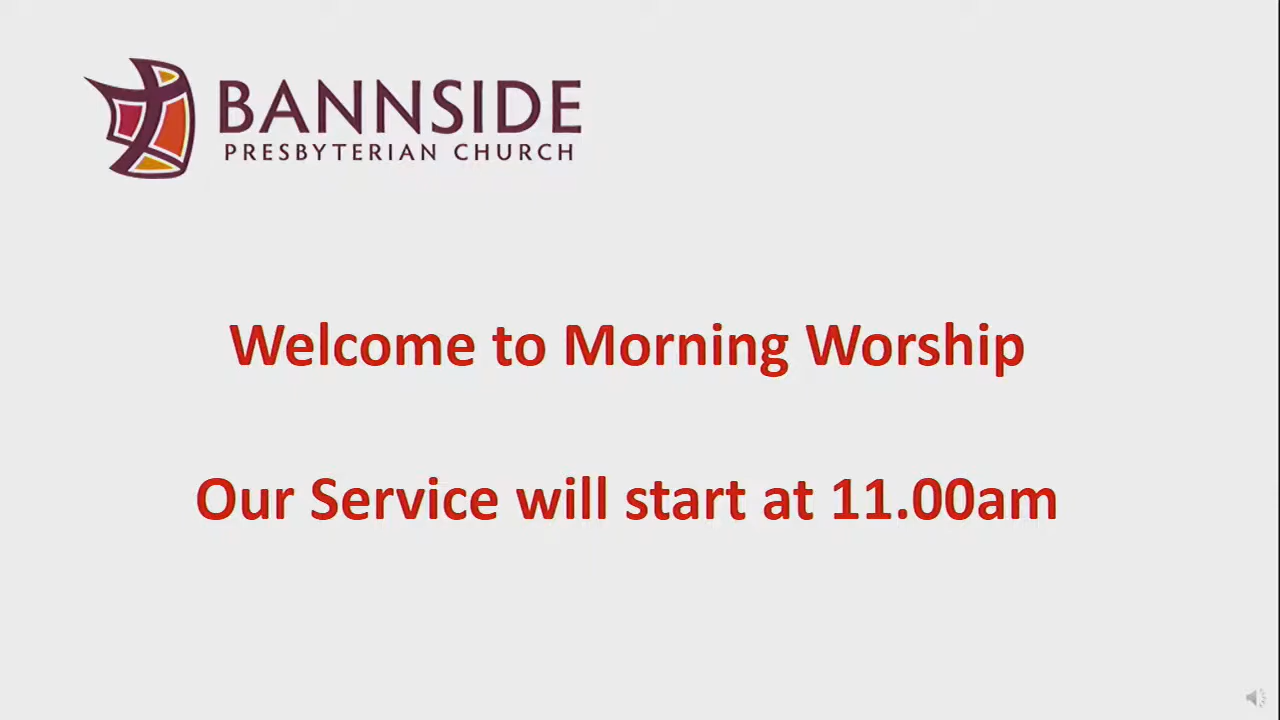 BANNSIDE
PRESBYTERIAN CHURCH
Welcome to Morning Worship
Our Service will start at 11.00am